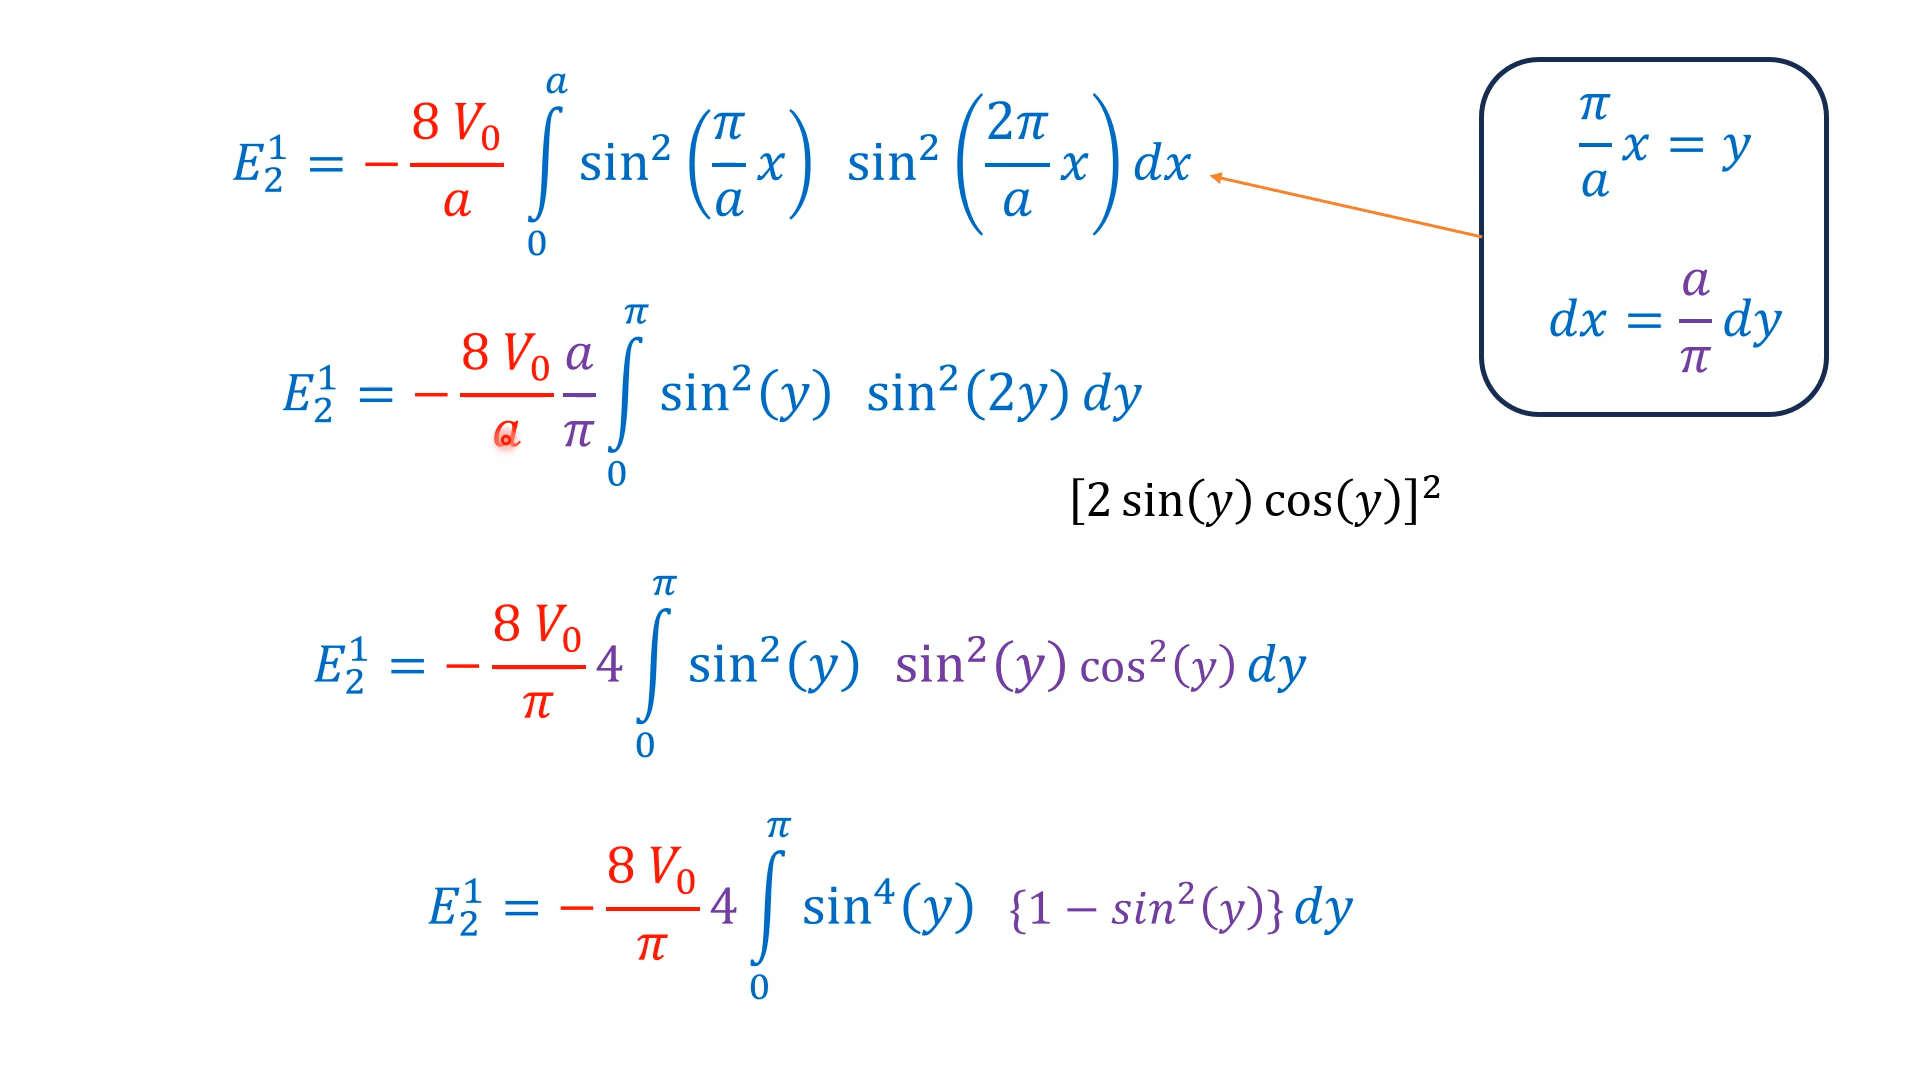 E₂¹ = − (8 V₀)/a ∫₀ᵃ sin²(π/a x) sin²(2π/a x) dx
π/a x = y
dx = a/π dy
E₂¹ = − (8 V₀)/a a/π ∫₀^π sin²(y) sin²(2y) dy
[2 sin(y) cos(y)]²
E₂¹ = − (8 V₀)/π 4 ∫₀^π sin²(y) sin²(y) cos²(y) dy
E₂¹ = − (8 V₀)/π 4 ∫₀^π sin⁴(y) {1 − sin²(y)} dy